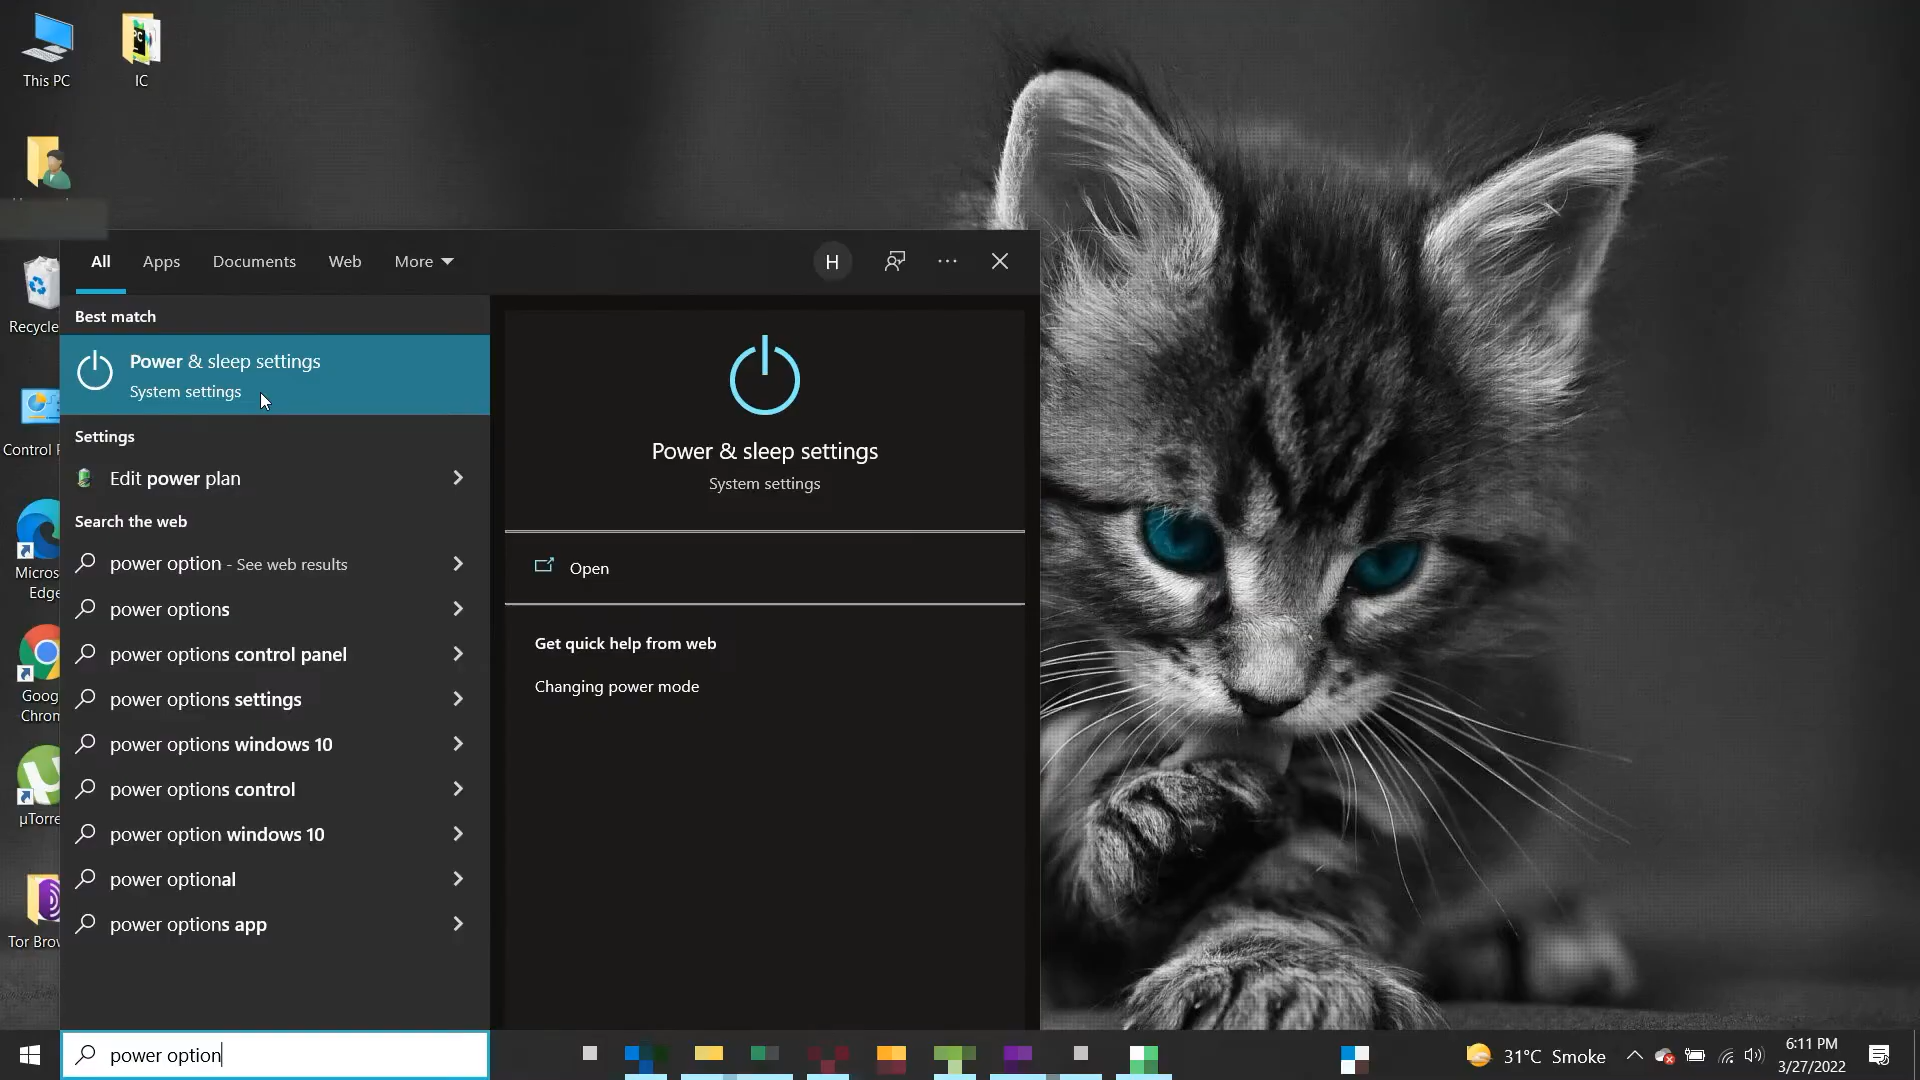 This PC
IC
Recycle
Control
Micros
Edge
Goog
Chron
μTorre
Tor Brow
All
Apps
Documents
Web
More
H
Best match
Power & sleep settings
System settings
Settings
Edit power plan
Search the web
power option - See web results
power options
power options control panel
power options settings
power options windows 10
power options control
power option windows 10
power optional
power options app
Power & sleep settings
System settings
Open
Get quick help from web
Changing power mode
power option
31°C Smoke
6:11 PM
3/27/2022